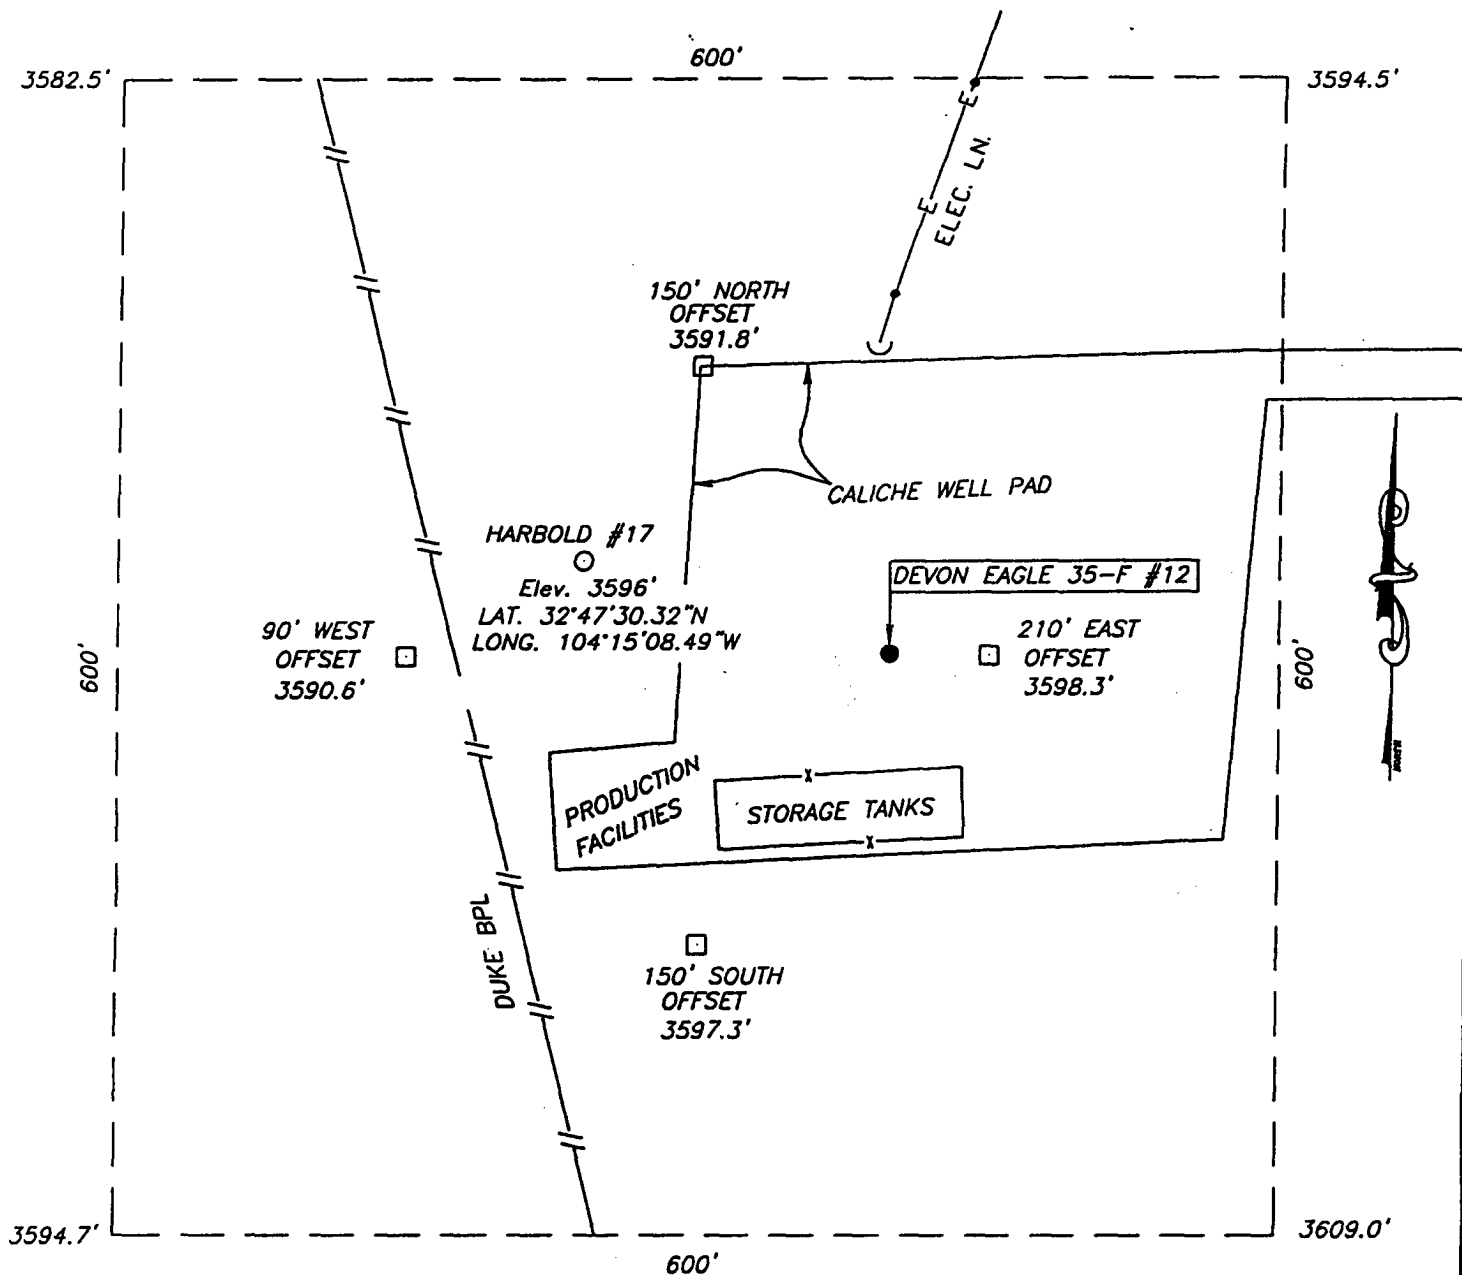 600'
3582.5'
3594.5'
E
E
ELEC. LN.
150' NORTH
OFFSET
3591.8'
CALICHE WELL PAD
HARBOLD #17
Elev. 3596'
LAT. 32°47'30.32"N
LONG. 104°15'08.49"W
DEVON EAGLE 35-F #12
90' WEST
OFFSET
3590.6'
210' EAST
OFFSET
3598.3'
600'
600'
NORTH
PRODUCTION
FACILITIES
X
STORAGE TANKS
X
DUKE BPL
150' SOUTH
OFFSET
3597.3'
3594.7'
3609.0'
600'